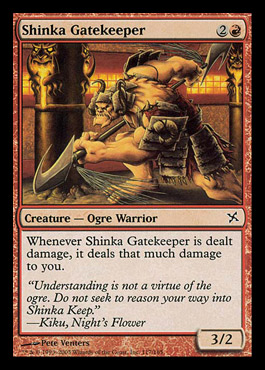 Shinka Gatekeeper 2
Creature — Ogre Warrior
Whenever Shinka Gatekeeper is dealt
damage, it deals that much damage
to you.
"Understanding is not a virtue of the
ogre. Do not seek to reason your way into
Shinka Keep."
—Kiku, Night's Flower
3/2
Pete Venters